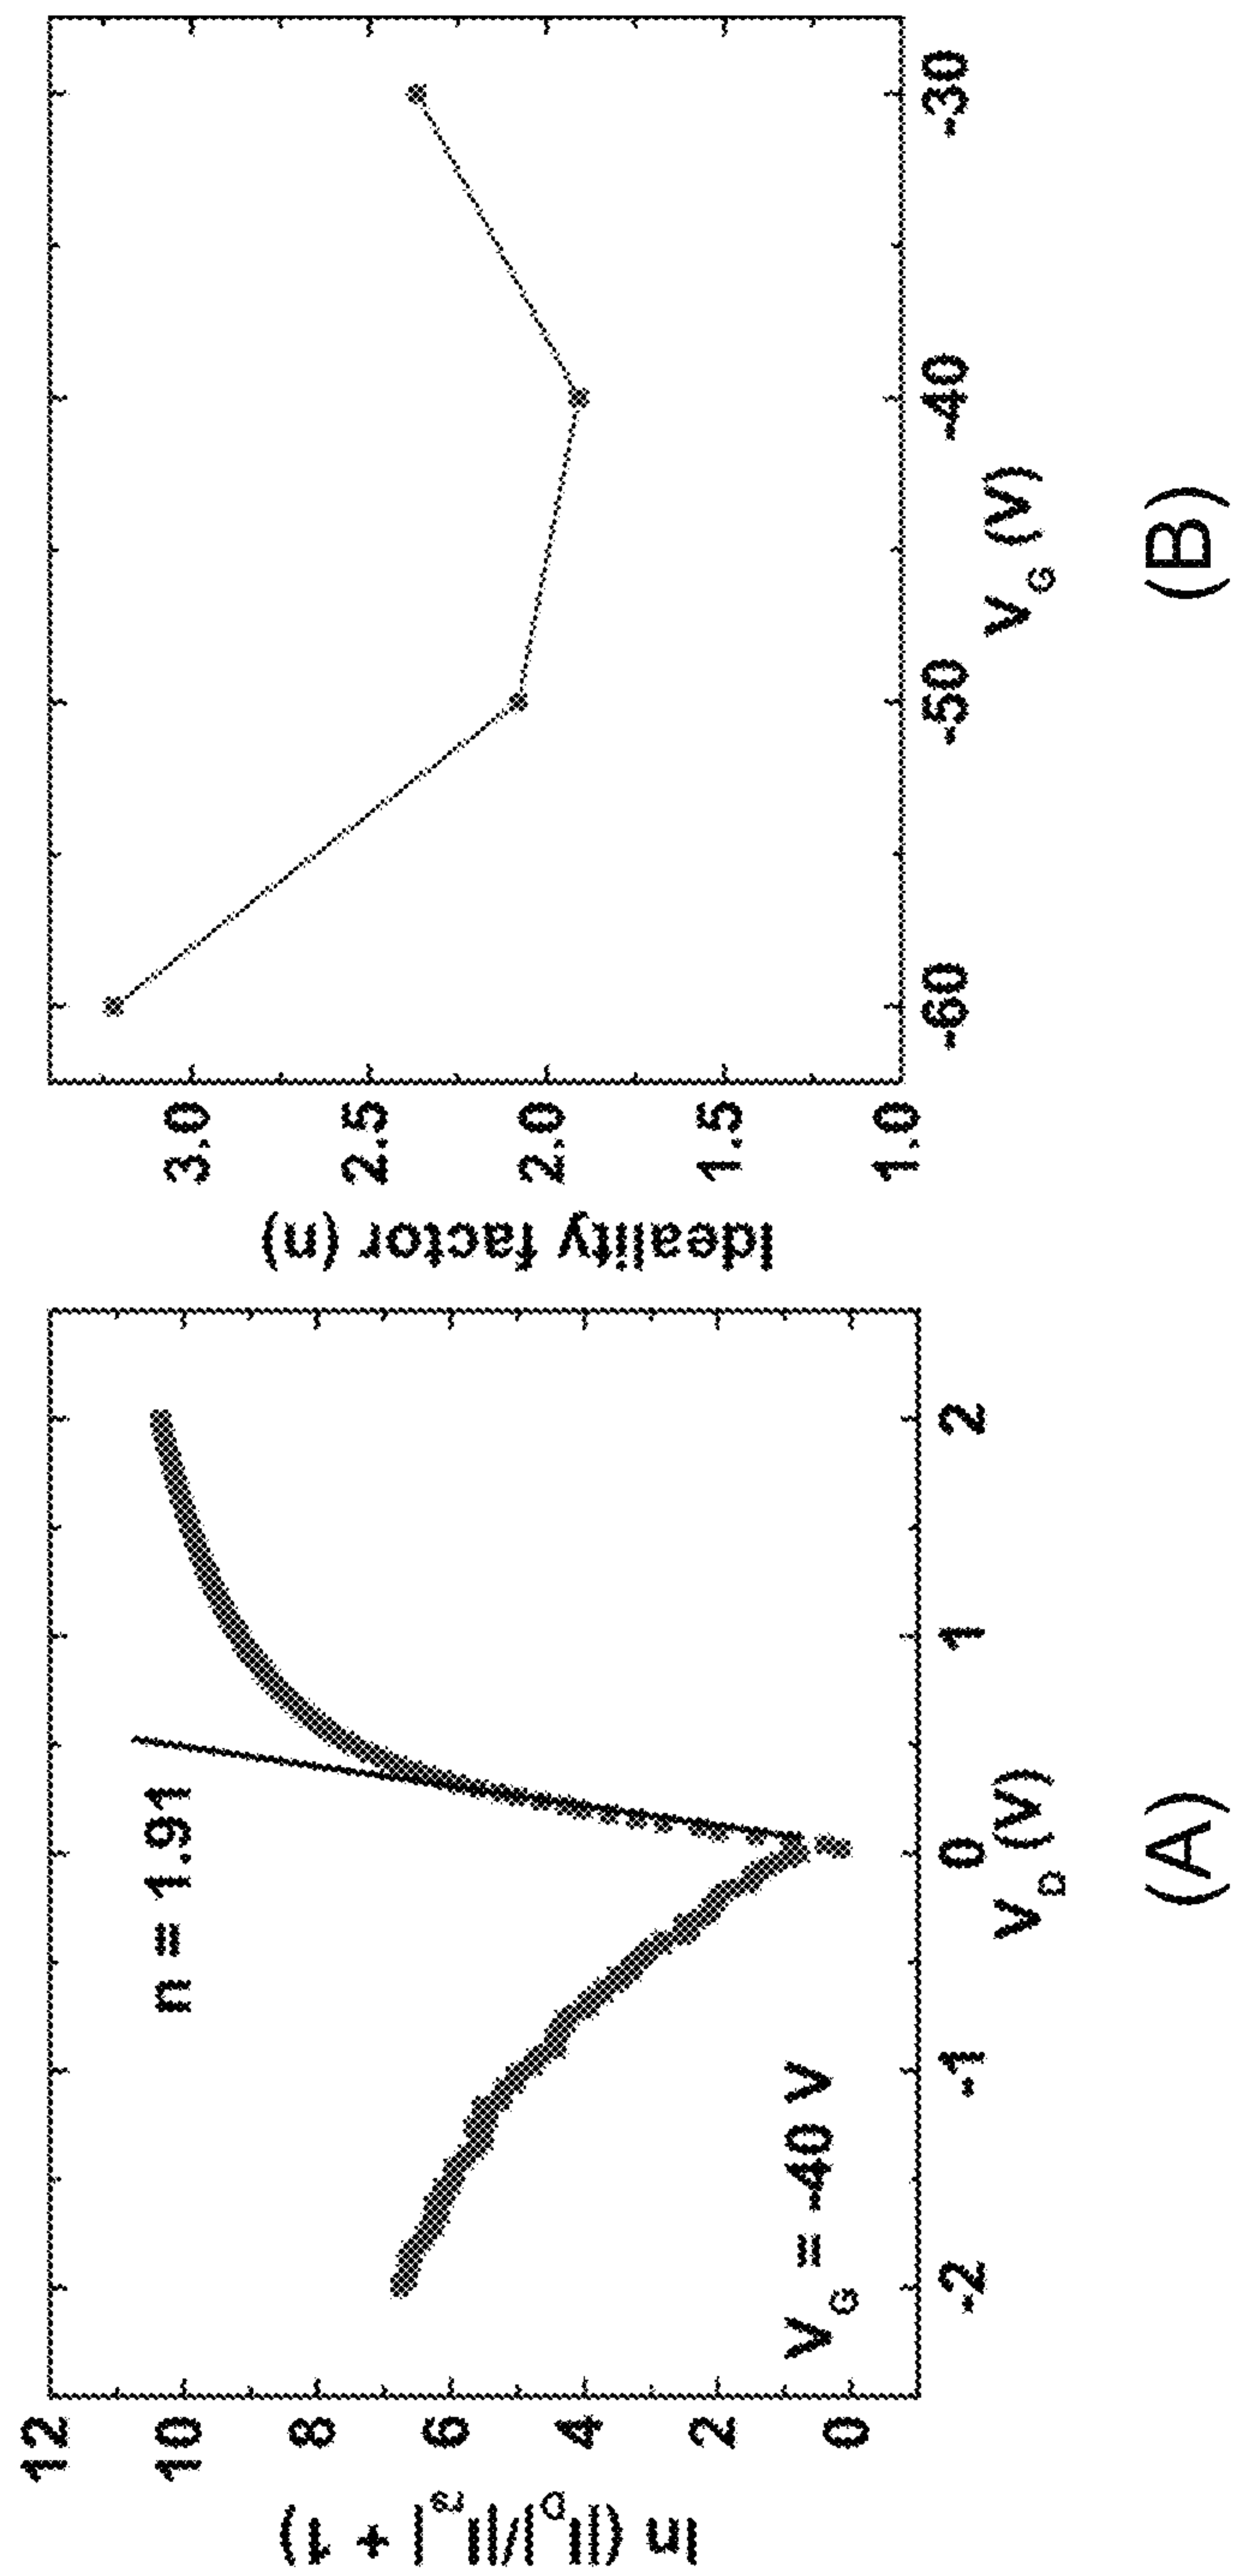 ln (|I_D|/|I_a| + 1)
12
10
8
6
4
2
0
n = 1.91
V_G = -40 V
-2
-1
0
1
2
V_D (V)
(A)
Ideality factor (n)
3.0
2.5
2.0
1.5
1.0
-60
-50
-40
-30
V_G (V)
(B)